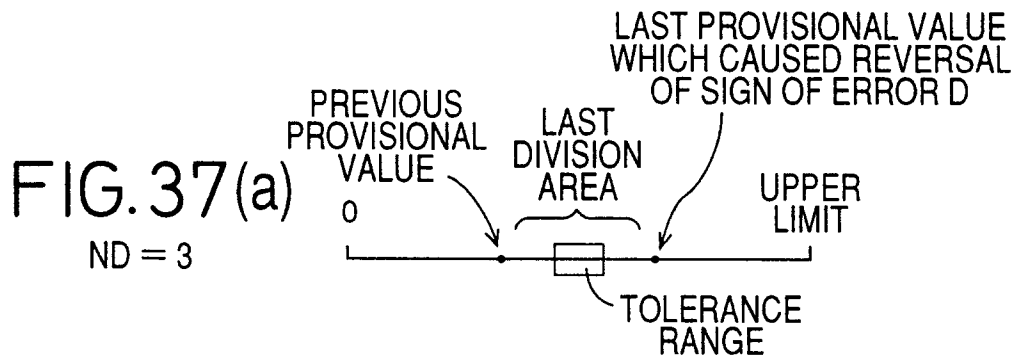 FIG. 37(a)
ND = 3
PREVIOUS
PROVISIONAL
VALUE
0
LAST
DIVISION
AREA
LAST PROVISIONAL VALUE
WHICH CAUSED REVERSAL
OF SIGN OF ERROR D
UPPER
LIMIT
TOLERANCE
RANGE